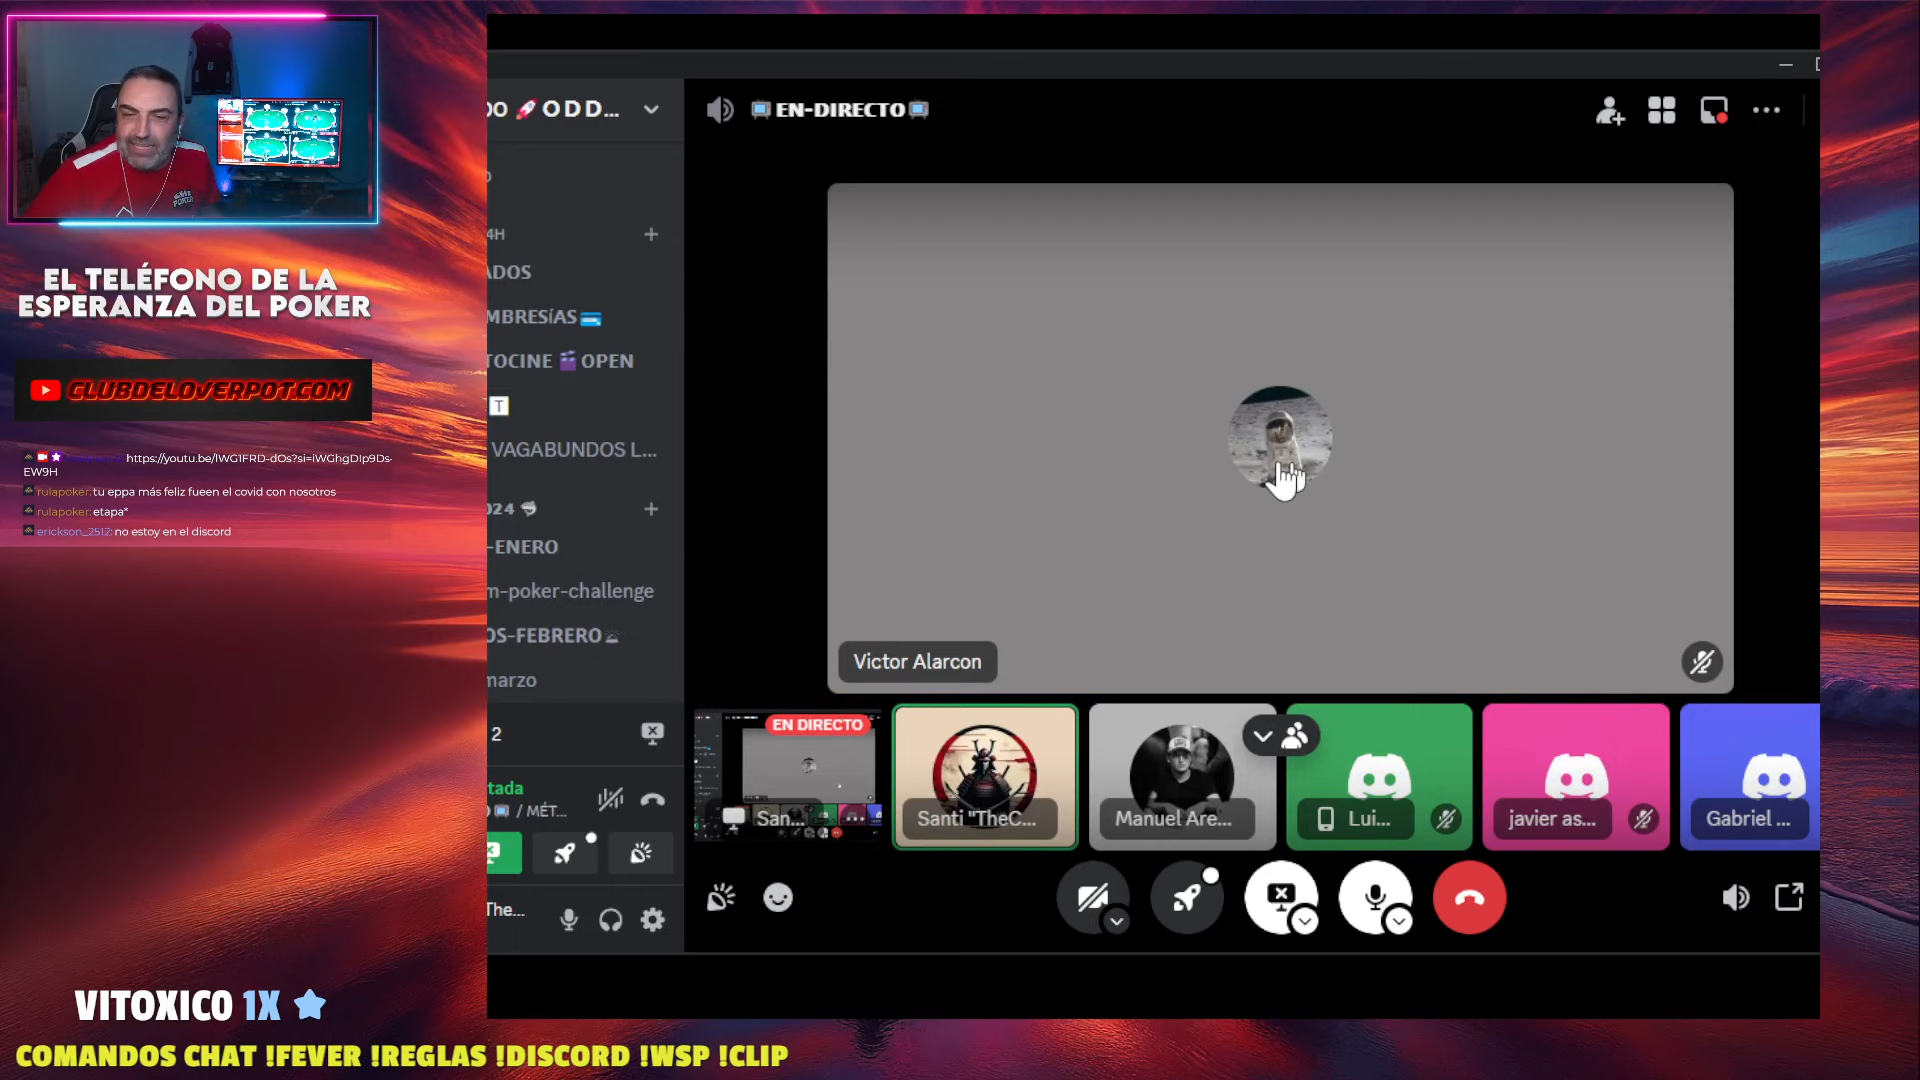 EL TELÉFONO DE LA
ESPERANZA DEL POKER
CLUBDELOVERPOT.COM
https://youtu.be/lWG1FRD-dOs?si=iWGhgDIp9Ds-
EW9H
rulapoker: tu eppa más feliz fueen el covid con nosotros
rulapoker: etapa*
erickson_2512: no estoy en el discord
VITOXICO 1X
COMANDOS CHAT !FEVER !REGLAS !DISCORD !WSP !CLIP
DO 🚀ODD...
4H
ADOS
MBRESíAS
TOCINE OPEN
T
VAGABUNDOS L...
024
-ENERO
m-poker-challenge
OS-FEBRERO
marzo
2
tada
/ MÉT...
The...
EN-DIRECTO
Victor Alarcon
EN DIRECTO
San...
Santi "TheC...
Manuel Are...
Lui...
javier as...
Gabriel ...